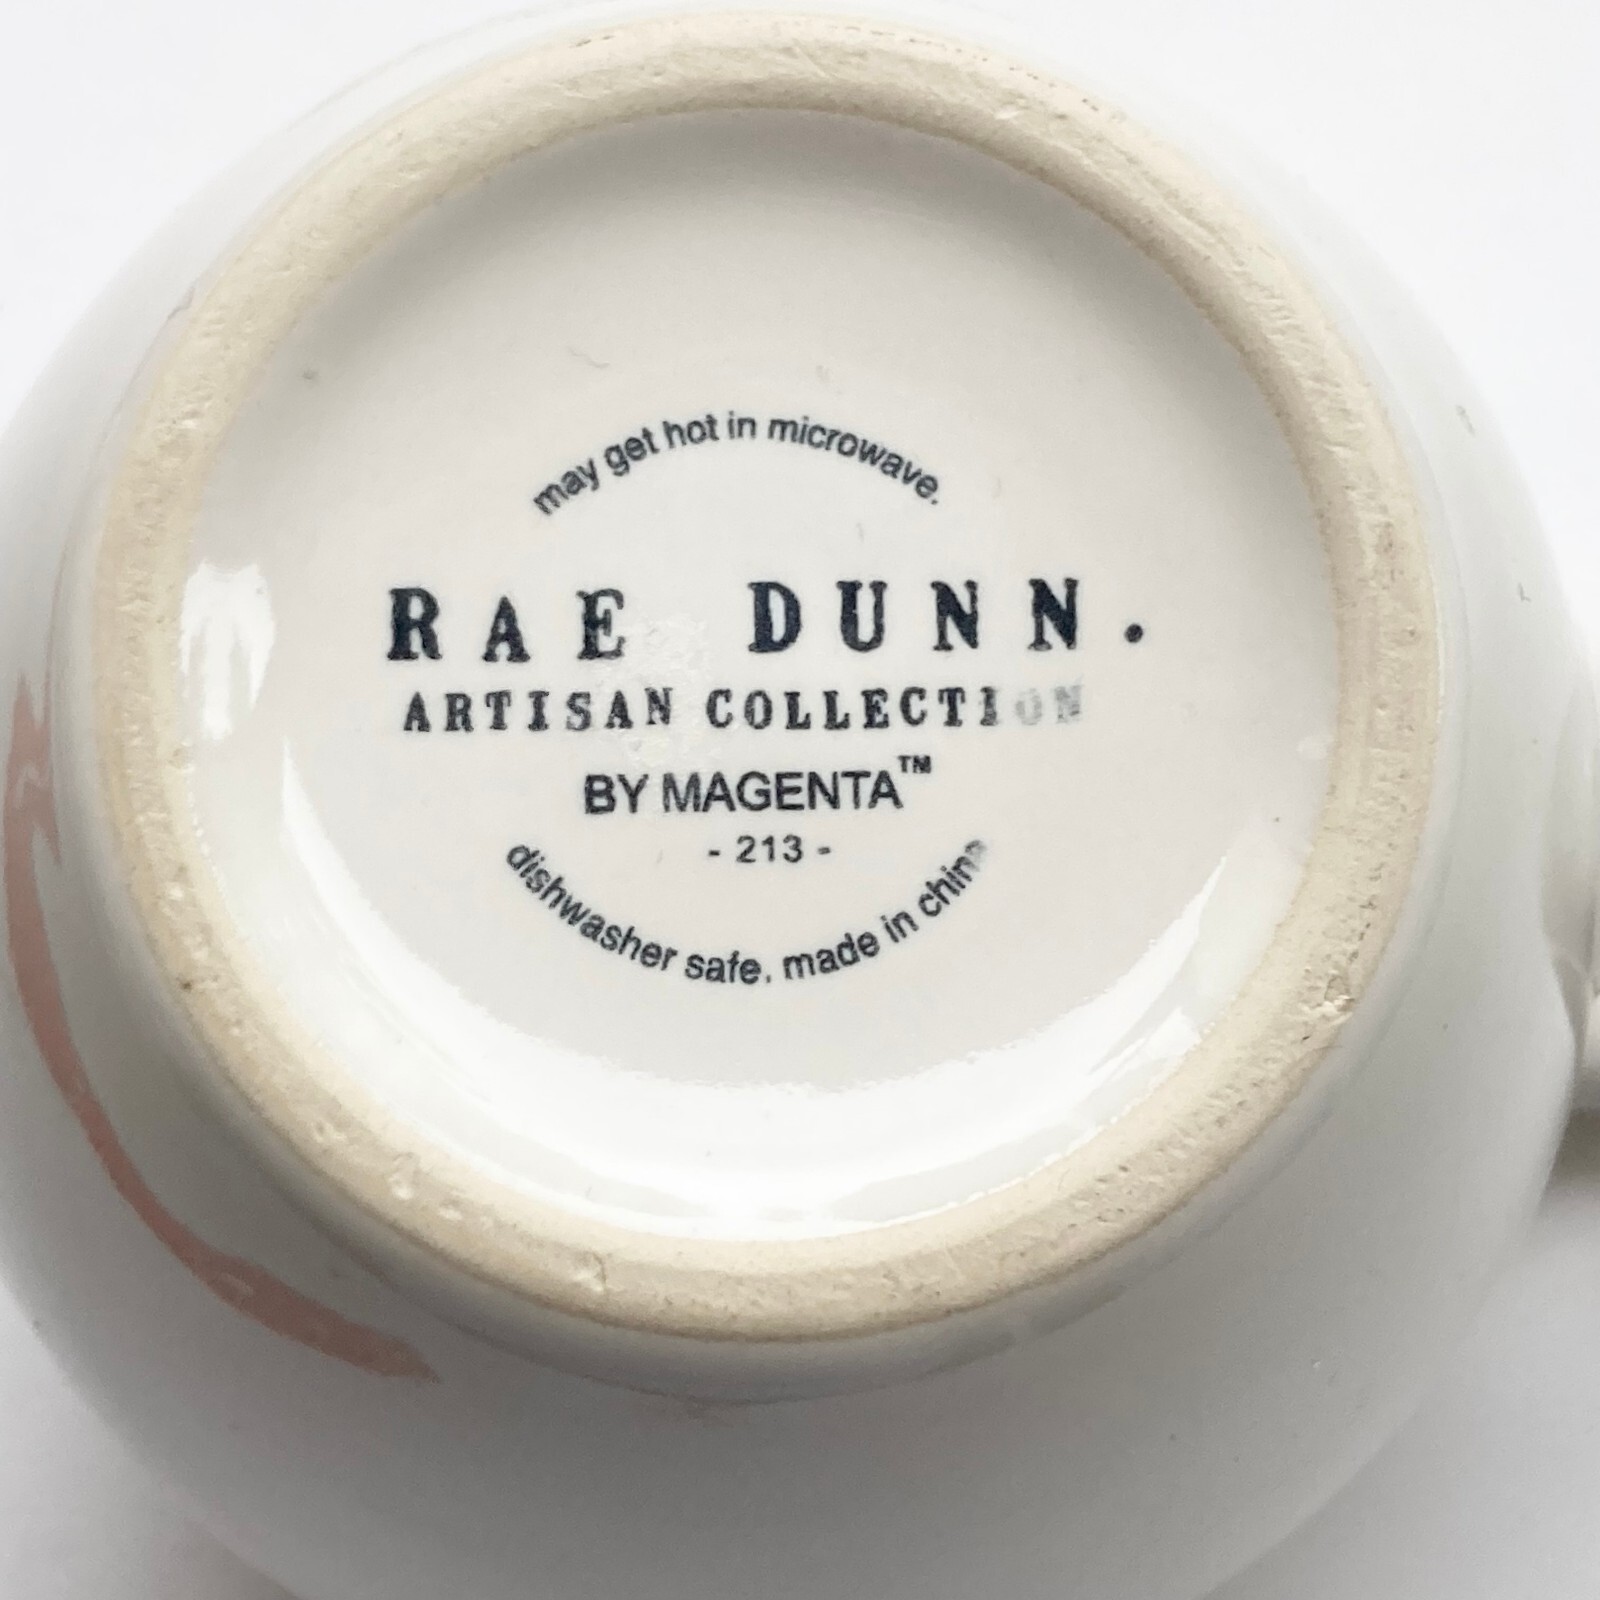 may get hot in microwave.
RAE DUNN.
ARTISAN COLLECTION
BY MAGENTA™
- 213 -
dishwasher safe. made in china